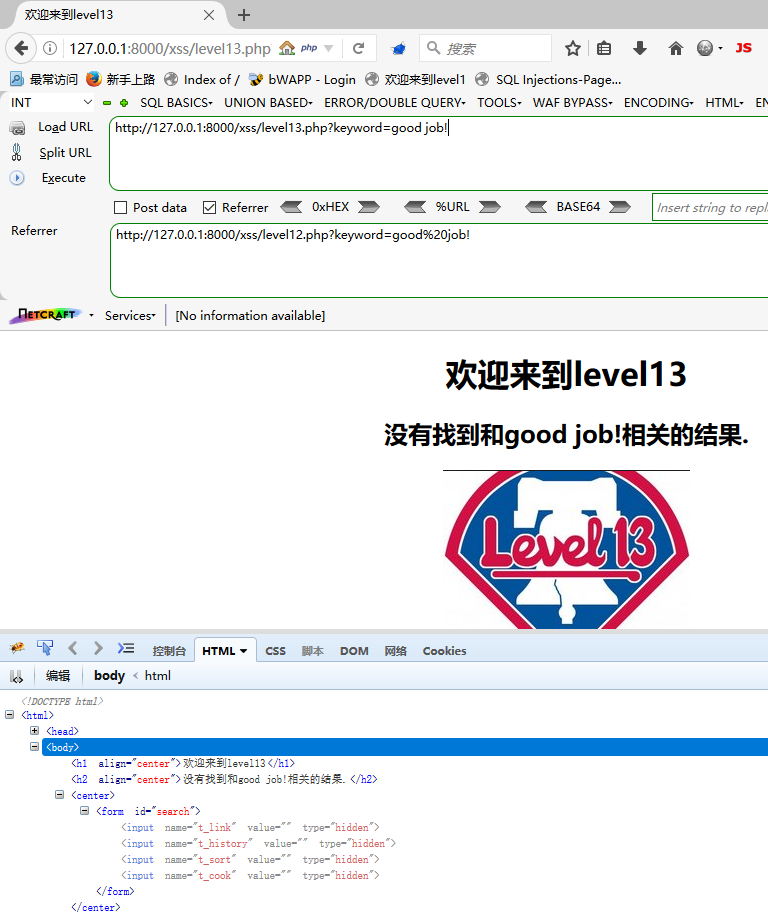 欢迎来到level13
127.0.0.1:8000/xss/level13.php php 搜索 JS
最常访问 新手上路 Index of / bWAPP - Login 欢迎来到level1 SQL Injections-Page...
INT SQL BASICS UNION BASED ERROR/DOUBLE QUERY TOOLS WAF BYPASS ENCODING HTML EN
Load URL http://127.0.0.1:8000/xss/level13.php?keyword=good job!
Split URL
Execute
Post data Referrer 0xHEX %URL BASE64 Insert string to repl
Referrer http://127.0.0.1:8000/xss/level12.php?keyword=good%20job!
NETCRAFT Services [No information available]
欢迎来到level13
没有找到和good job!相关的结果.
Level 13
控制台 HTML CSS 脚本 DOM 网络 Cookies
编辑 body < html
<!DOCTYPE html>
<html>
<head>
<body>
<h1 align="center">欢迎来到level13</h1>
<h2 align="center">没有找到和good job!相关的结果.</h2>
<center>
<form id="search">
<input name="t_link" value="" type="hidden">
<input name="t_history" value="" type="hidden">
<input name="t_sort" value="" type="hidden">
<input name="t_cook" value="" type="hidden">
</form>
</center>